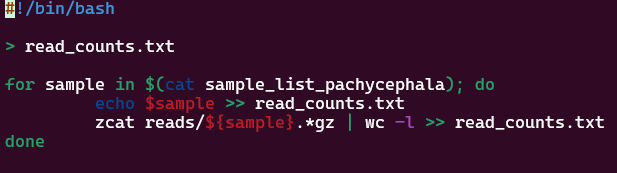 #!/bin/bash
> read_counts.txt
for sample in $(cat sample_list_pachycephala); do
echo $sample >> read_counts.txt
zcat reads/${sample}.*gz | wc -l >> read_counts.txt
done